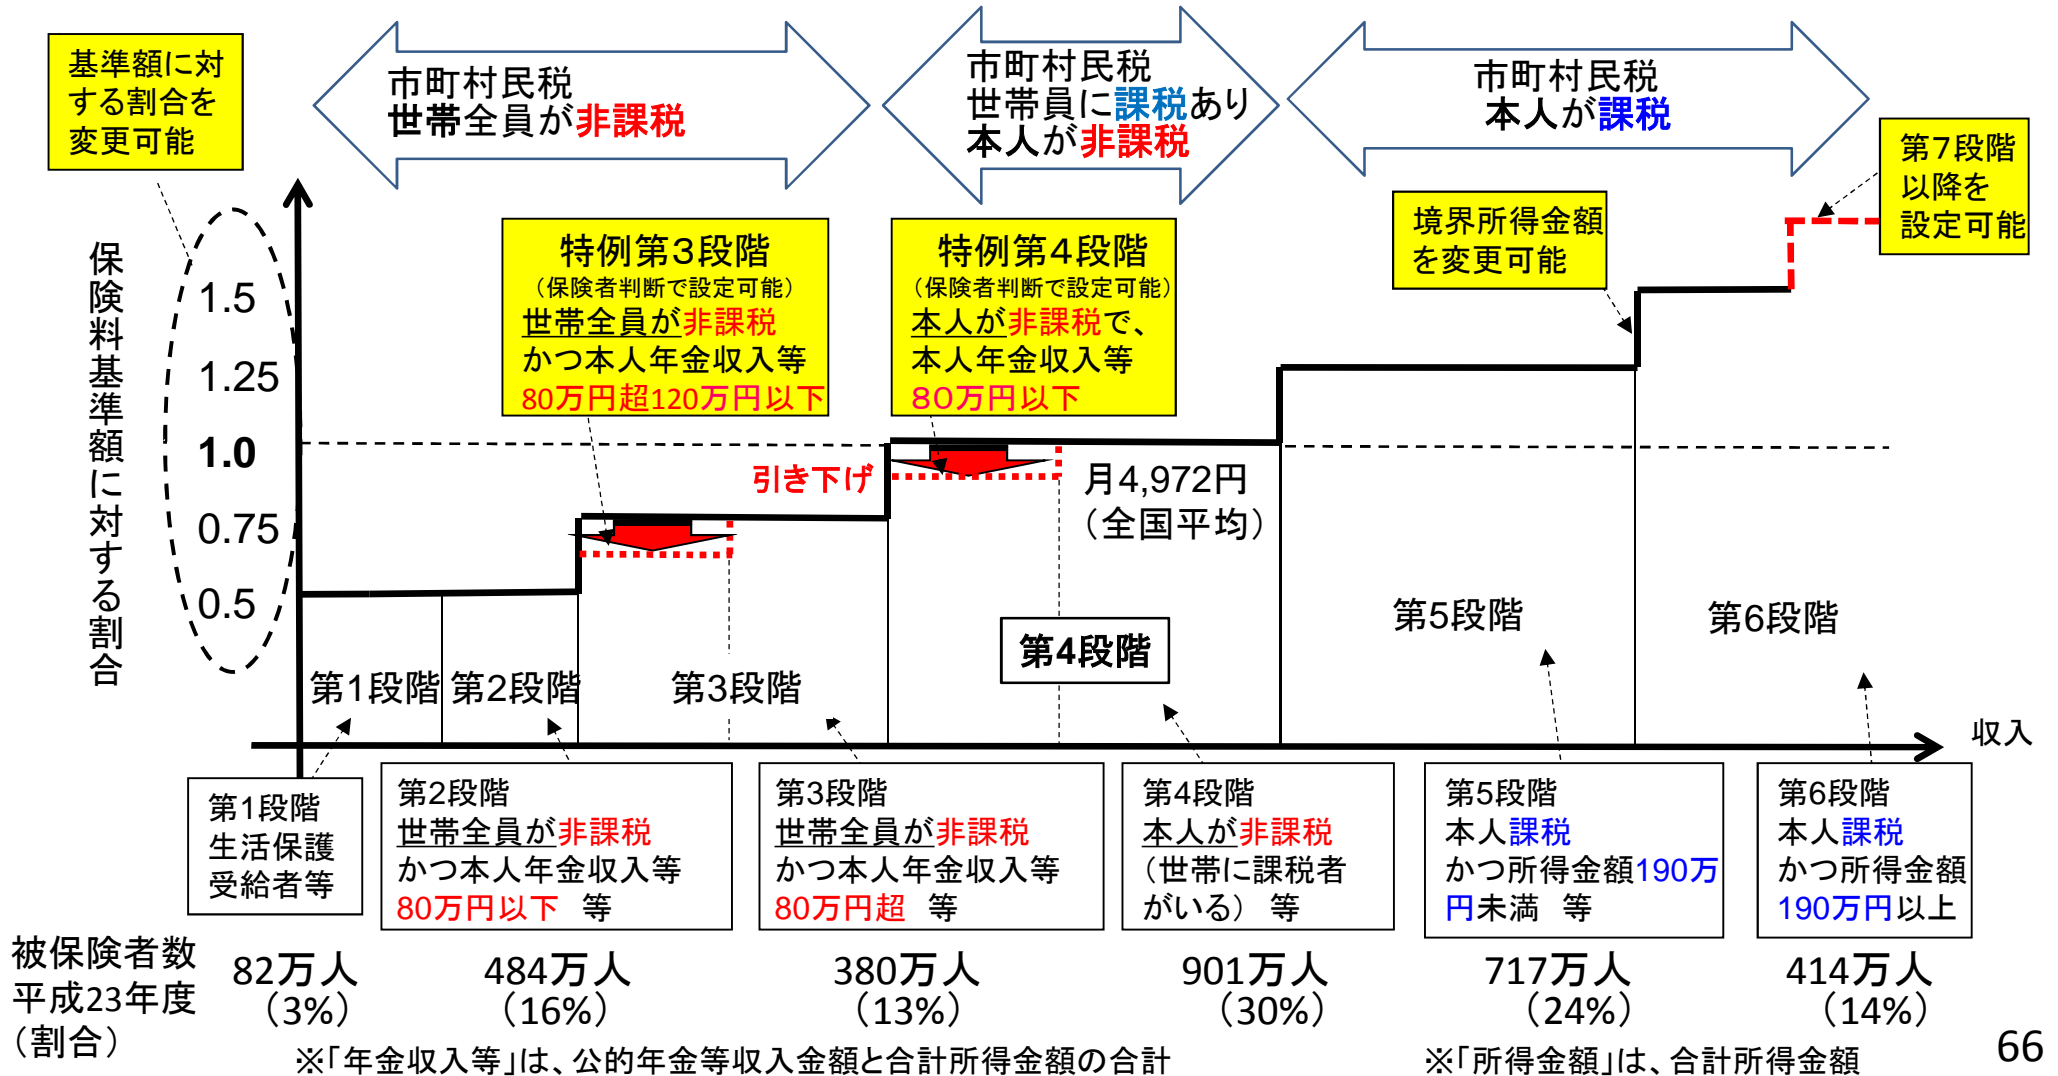 基準額に対
する割合を
変更可能
市町村民税
世帯全員が非課税
市町村民税
世帯員に課税あり
本人が非課税
市町村民税
本人が課税
第7段階
以降を
設定可能
境界所得金額
を変更可能
特例第3段階
（保険者判断で設定可能）
世帯全員が非課税
かつ本人年金収入等
80万円超120万円以下
特例第4段階
（保険者判断で設定可能）
本人が非課税で、
本人年金収入等
80万円以下
保険料基準額に対する割合
1.5
1.25
1.0
0.75
0.5
引き下げ
月4,972円
（全国平均）
第1段階
第2段階
第3段階
第4段階
第5段階
第6段階
収入
第1段階
生活保護
受給者等
第2段階
世帯全員が非課税
かつ本人年金収入等
80万円以下 等
第3段階
世帯全員が非課税
かつ本人年金収入等
80万円超 等
第4段階
本人が非課税
（世帯に課税者
がいる） 等
第5段階
本人課税
かつ所得金額190万
円未満 等
第6段階
本人課税
かつ所得金額
190万円以上
被保険者数
平成23年度
（割合）
82万人
（3%）
484万人
（16%）
380万人
（13%）
901万人
（30%）
717万人
（24%）
414万人
（14%）
※「年金収入等」は、公的年金等収入金額と合計所得金額の合計
※「所得金額」は、合計所得金額
66